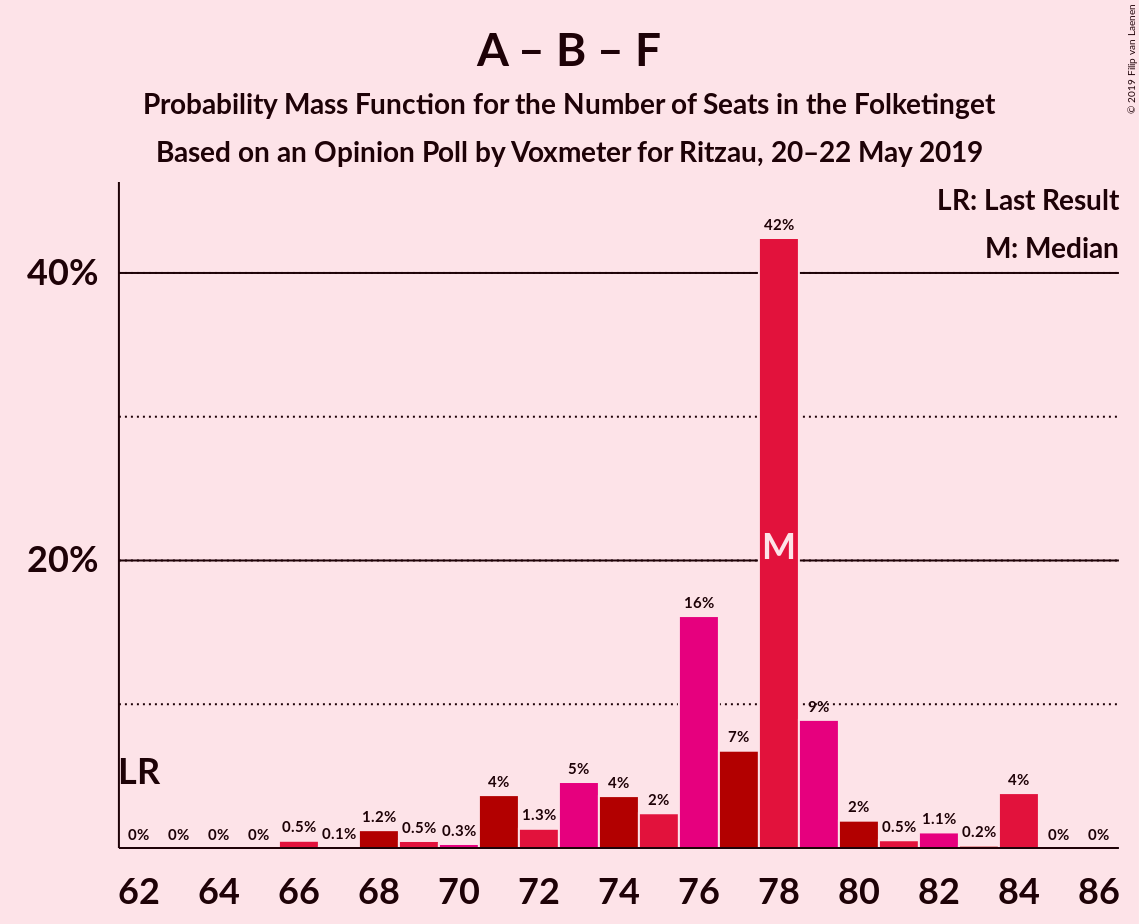 A – B – F
Probability Mass Function for the Number of Seats in the Folketinget
Based on an Opinion Poll by Voxmeter for Ritzau, 20–22 May 2019
© 2019 Filip van Laenen
LR: Last Result
M: Median
40%
20%
LR
M
0% 0% 0% 0% 0.5% 0.1% 1.2% 0.5% 0.3% 4% 1.3% 5% 4% 2% 16% 7% 42% 9% 2% 0.5% 1.1% 0.2% 4% 0% 0%
62 64 66 68 70 72 74 76 78 80 82 84 86